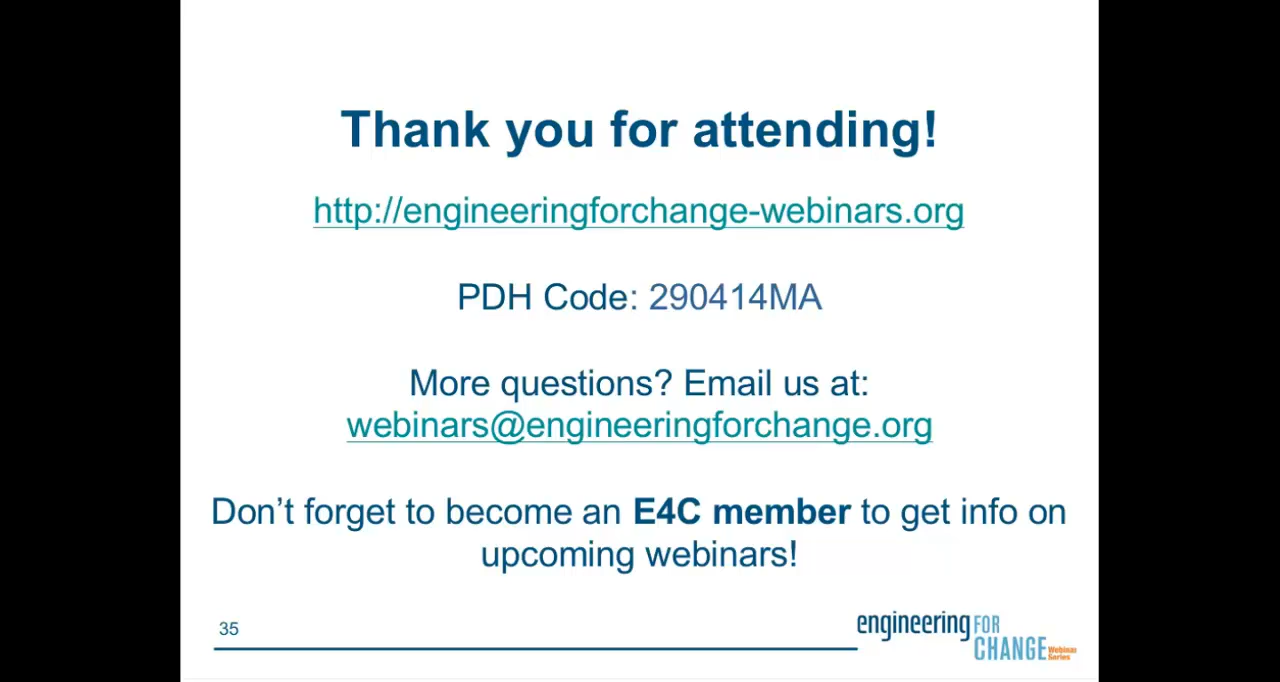 Thank you for attending!
http://engineeringforchange-webinars.org
PDH Code: 290414MA
More questions? Email us at:
webinars@engineeringforchange.org
Don’t forget to become an E4C member to get info on
upcoming webinars!
35
engineering FOR
CHANGE Webinar
Series